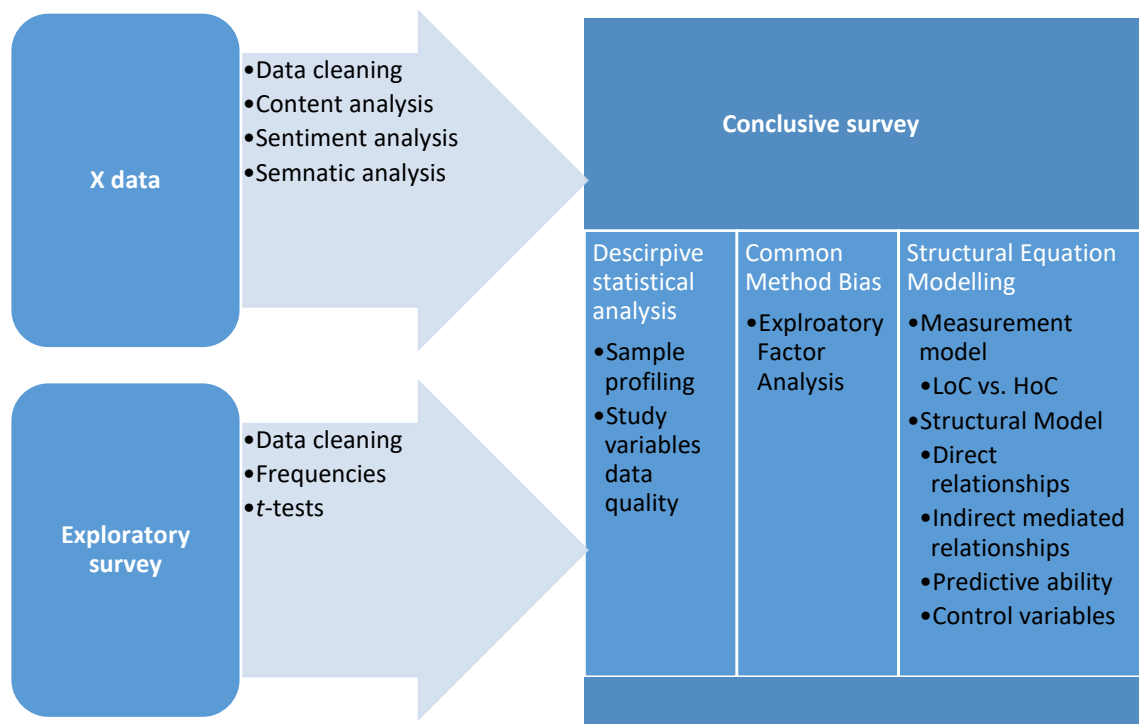 X data
•Data cleaning
•Content analysis
•Sentiment analysis
•Semnatic analysis
Exploratory
survey
•Data cleaning
•Frequencies
•t-tests
Conclusive survey
Descirpive
statistical
analysis
•Sample
profiling
•Study
variables
data
quality
Common
Method Bias
•Explroatory
Factor
Analysis
Structural Equation
Modelling
•Measurement
model
•LoC vs. HoC
•Structural Model
•Direct
relationships
•Indirect mediated
relationships
•Predictive ability
•Control variables